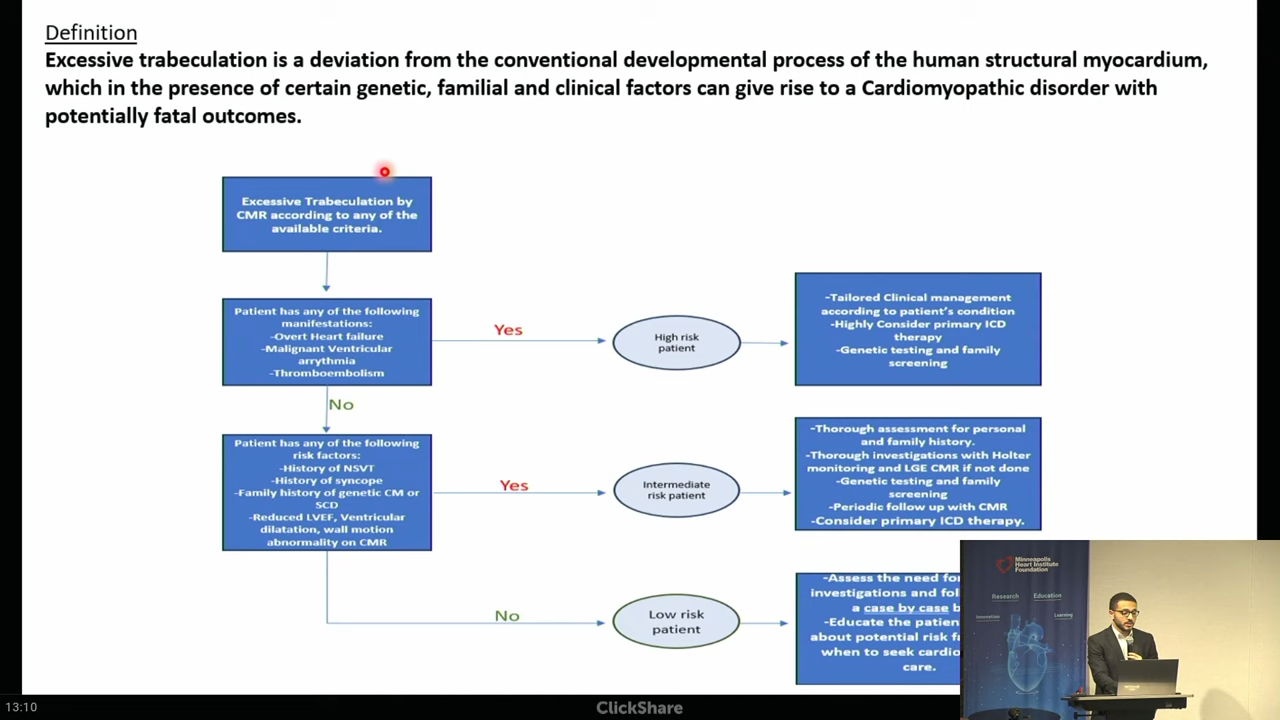 Definition
Excessive trabeculation is a deviation from the conventional developmental process of the human structural myocardium,
which in the presence of certain genetic, familial and clinical factors can give rise to a Cardiomyopathic disorder with
potentially fatal outcomes.
Excessive Trabeculation by
CMR according to any of the
available criteria.
Patient has any of the following
manifestations:
-Overt Heart failure
-Malignant Ventricular
arrythmia
-Thromboembolism
Yes
High risk
patient
-Tailored Clinical management
according to patient's condition
-Highly Consider primary ICD
therapy
-Genetic testing and family
screening
No
Patient has any of the following
risk factors:
-History of NSVT
-History of syncope
-Family history of genetic CM or
SCD
-Reduced LVEF, Ventricular
dilatation, wall motion
abnormality on CMR
Yes
Intermediate
risk patient
-Thorough assessment for personal
and family history.
-Thorough investigations with Holter
monitoring and LGE CMR if not done
-Genetic testing and family
screening
-Periodic follow up with CMR
-Consider primary ICD therapy.
No
Low risk
patient
-Assess the need for
investigations and
a case by case
-Educate the
about potential risk
when to seek
care.
Minneapolis
Heart Institute
Foundation
Research Education
Innovation Learning
13:10
ClickShare